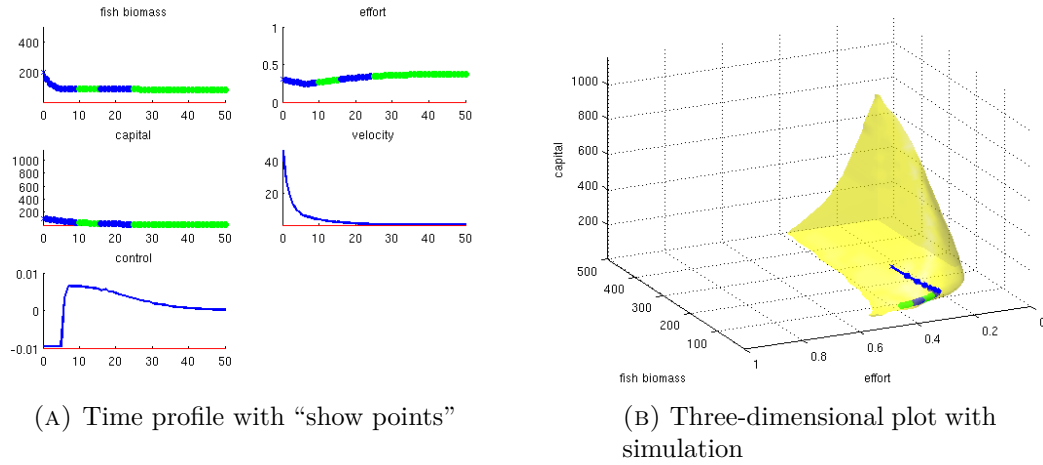 fish biomass
400
200
0 10 20 30 40 50
effort
1
0.5
0
0 10 20 30 40 50
capital
1000
800
600
400
200
0 10 20 30 40 50
velocity
40
20
0 10 20 30 40 50
control
0.01
0
-0.01
0 10 20 30 40 50
(A) Time profile with “show points”
capital
1000
800
600
400
200
500
400
300
200
100
fish biomass
1 0.8 0.6 0.4 0.2 0
effort
(B) Three-dimensional plot with
simulation